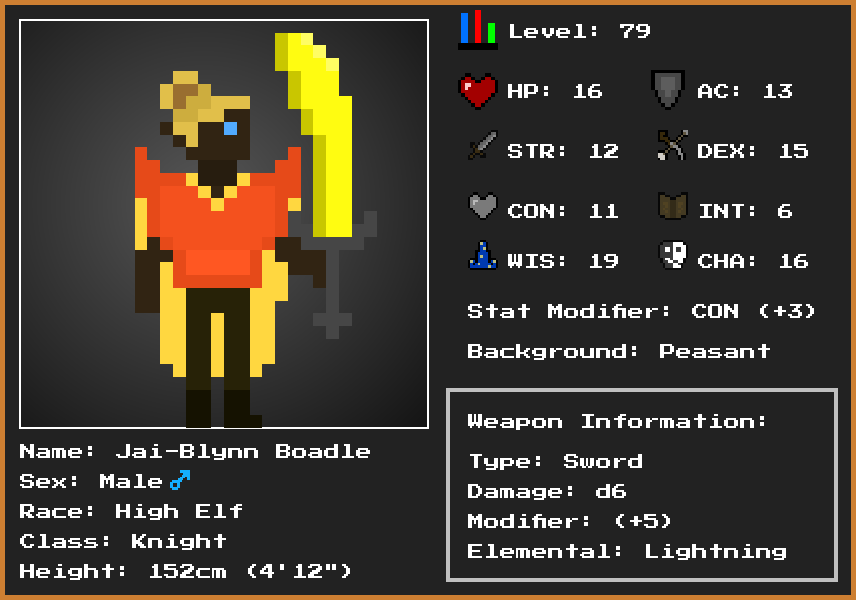 Level: 79
HP: 16 AC: 13
STR: 12 DEX: 15
CON: 11 INT: 6
WIS: 19 CHA: 16
Stat Modifier: CON (+3)
Background: Peasant
Weapon Information:
Type: Sword
Damage: d6
Modifier: (+5)
Elemental: Lightning
Name: Jai-Blynn Boadle
Sex: Male ♂
Race: High Elf
Class: Knight
Height: 152cm (4'12")